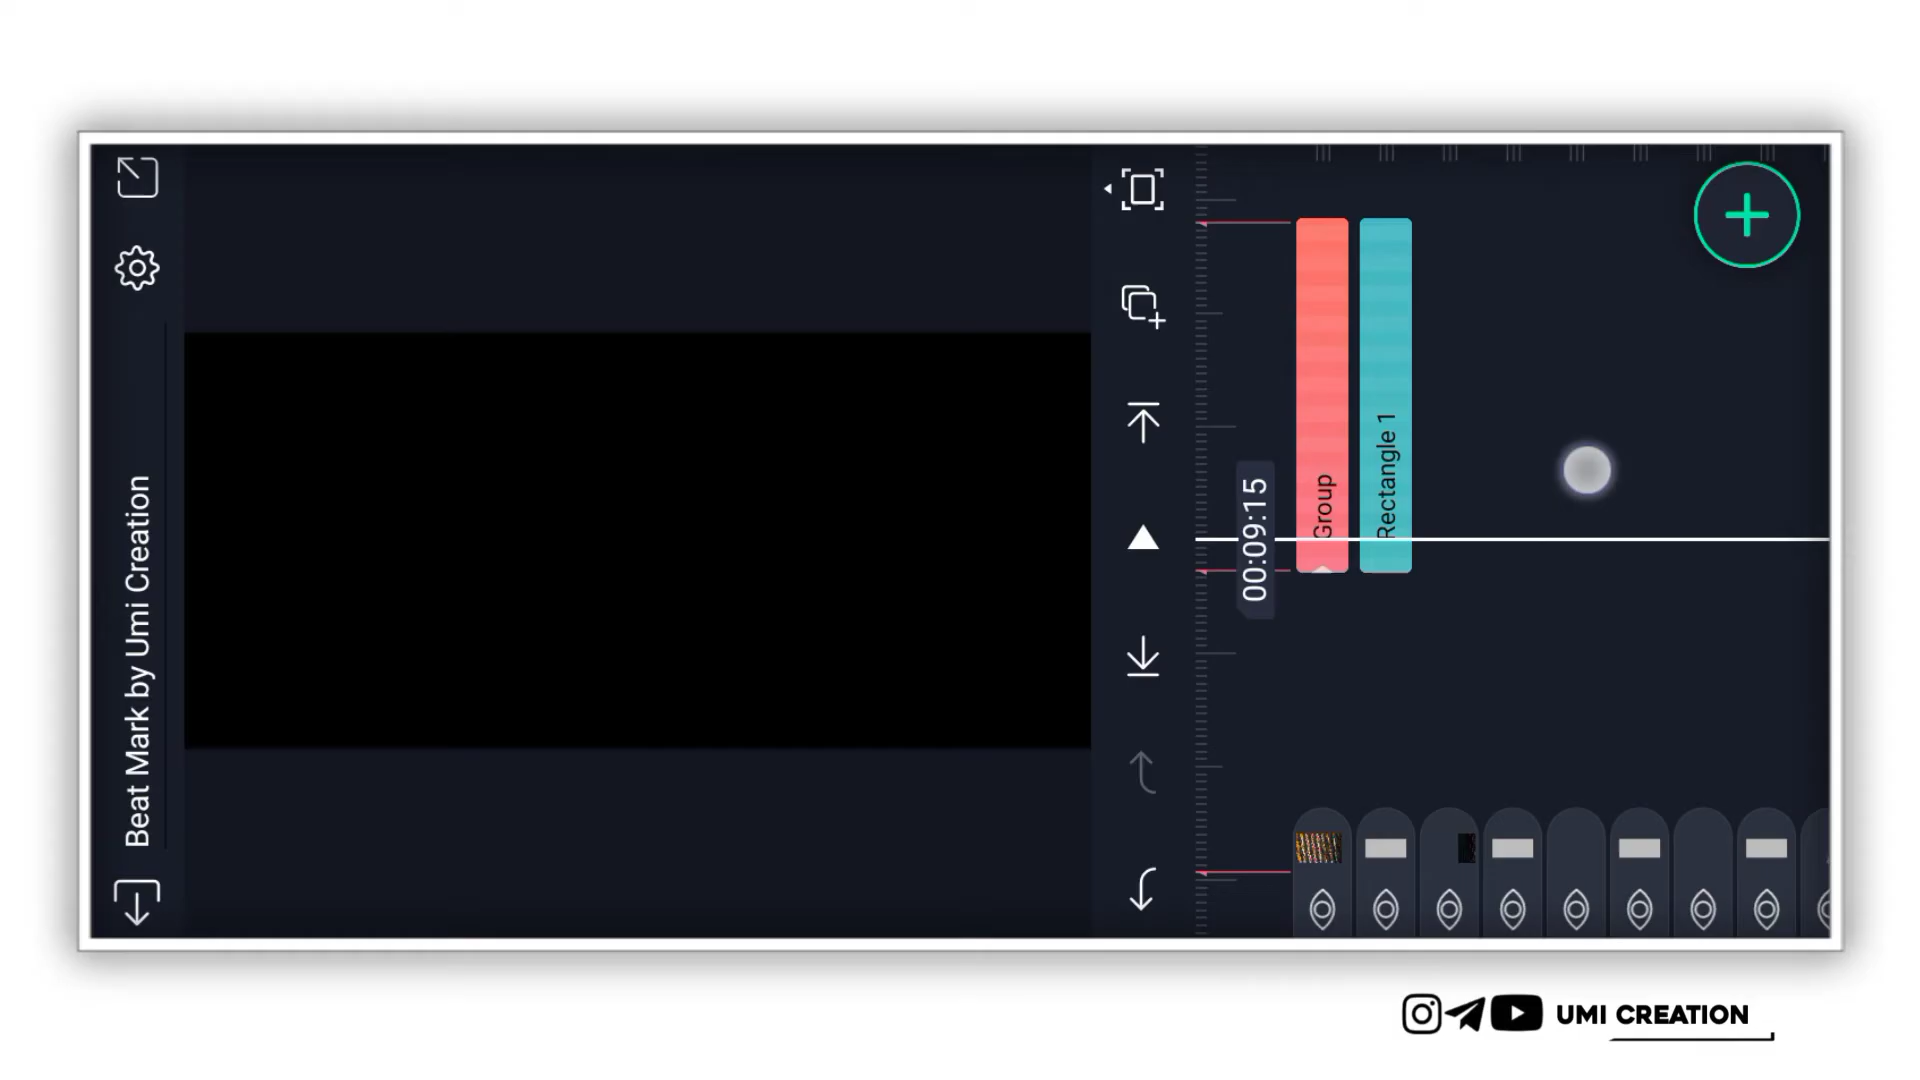 Beat Mark by Umi Creation
00:09:15
Group
Rectangle 1
UMI CREATION